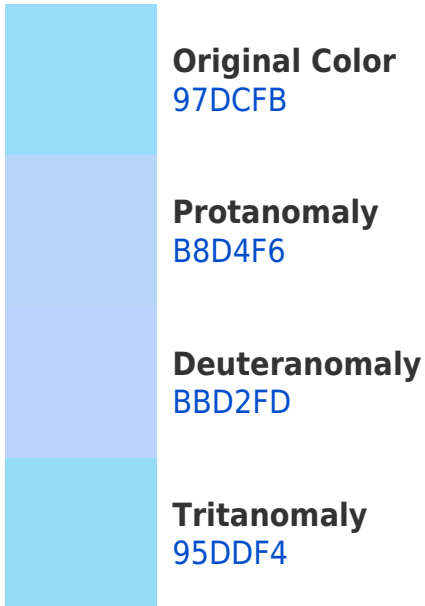 Original Color
97DCFB
Protanomaly
B8D4F6
Deuteranomaly
BBD2FD
Tritanomaly
95DDF4